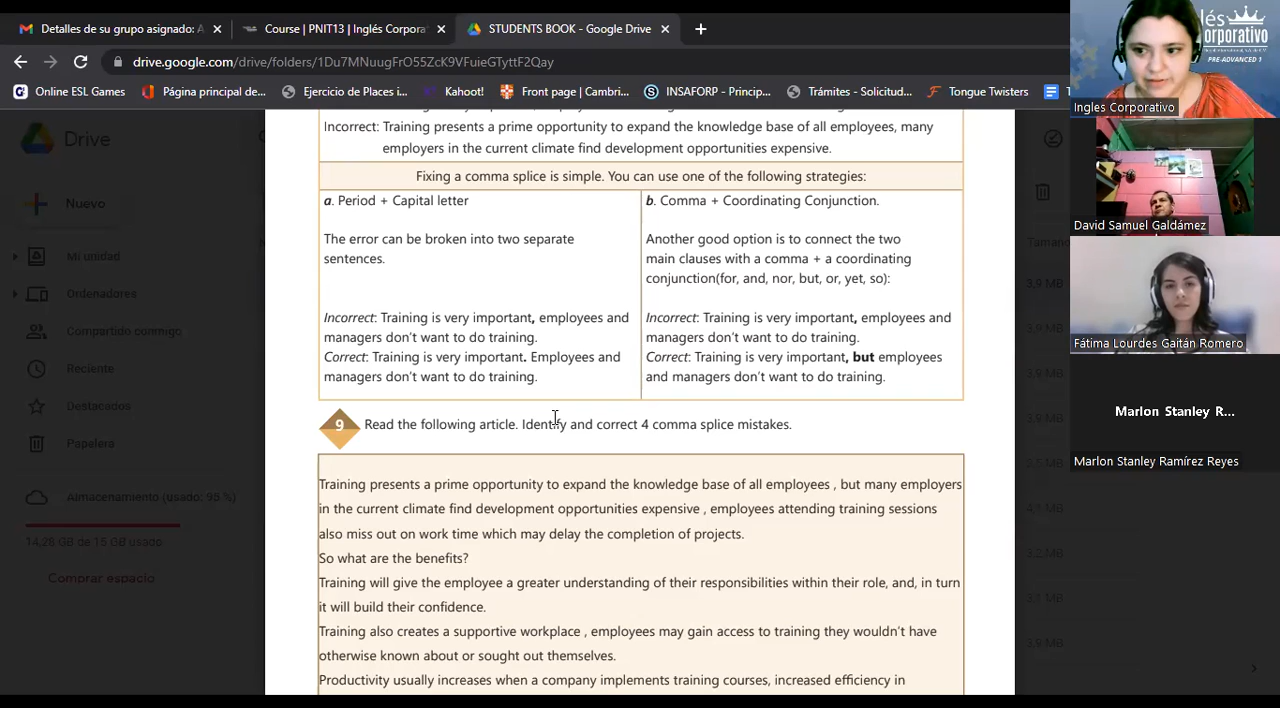 Detalles de su grupo asignado: A
Course | PNIT13 | Inglés Corpora
STUDENTS BOOK - Google Drive
drive.google.com/drive/folders/1Du7MNuugFrO55ZcK9VFuieGTyttF2Qay
Online ESL Games
Página principal de...
Ejercicio de Places i...
Kahoot!
Front page | Cambri...
INSAFORP - Princip...
Trámites - Solicitud...
Tongue Twisters
Drive
Nuevo
Mi unidad
Ordenadores
Compartido conmigo
Reciente
Destacados
Papelera
Almacenamiento (usado: 95 %)
14,28 GB de 15 GB usado
Comprar espacio
Incorrect: Training presents a prime opportunity to expand the knowledge base of all employees, many
employers in the current climate find development opportunities expensive.
Fixing a comma splice is simple. You can use one of the following strategies:
a. Period + Capital letter
The error can be broken into two separate
sentences.
Incorrect: Training is very important, employees and
managers don't want to do training.
Correct: Training is very important. Employees and
managers don't want to do training.
b. Comma + Coordinating Conjunction.
Another good option is to connect the two
main clauses with a comma + a coordinating
conjunction(for, and, nor, but, or, yet, so):
Incorrect: Training is very important, employees and
managers don't want to do training.
Correct: Training is very important, but employees
and managers don't want to do training.
9 Read the following article. Identify and correct 4 comma splice mistakes.
Training presents a prime opportunity to expand the knowledge base of all employees , but many employers
in the current climate find development opportunities expensive , employees attending training sessions
also miss out on work time which may delay the completion of projects.
So what are the benefits?
Training will give the employee a greater understanding of their responsibilities within their role, and, in turn
it will build their confidence.
Training also creates a supportive workplace , employees may gain access to training they wouldn't have
otherwise known about or sought out themselves.
Productivity usually increases when a company implements training courses, increased efficiency in
3,9 MB
3,9 MB
lés
orporativo
PRE-ADVANCED 1
Ingles Corporativo
David Samuel Galdámez
Fátima Lourdes Gaitán Romero
Marlon Stanley R...
Marlon Stanley Ramírez Reyes